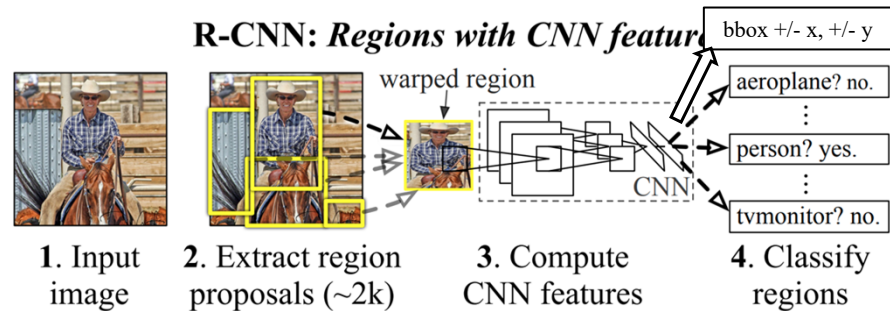 R-CNN: Regions with CNN feature
bbox +/- x, +/- y
warped region
aeroplane? no.
person? yes.
CNN
tvmonitor? no.
1. Input
image
2. Extract region
proposals (~2k)
3. Compute
CNN features
4. Classify
regions